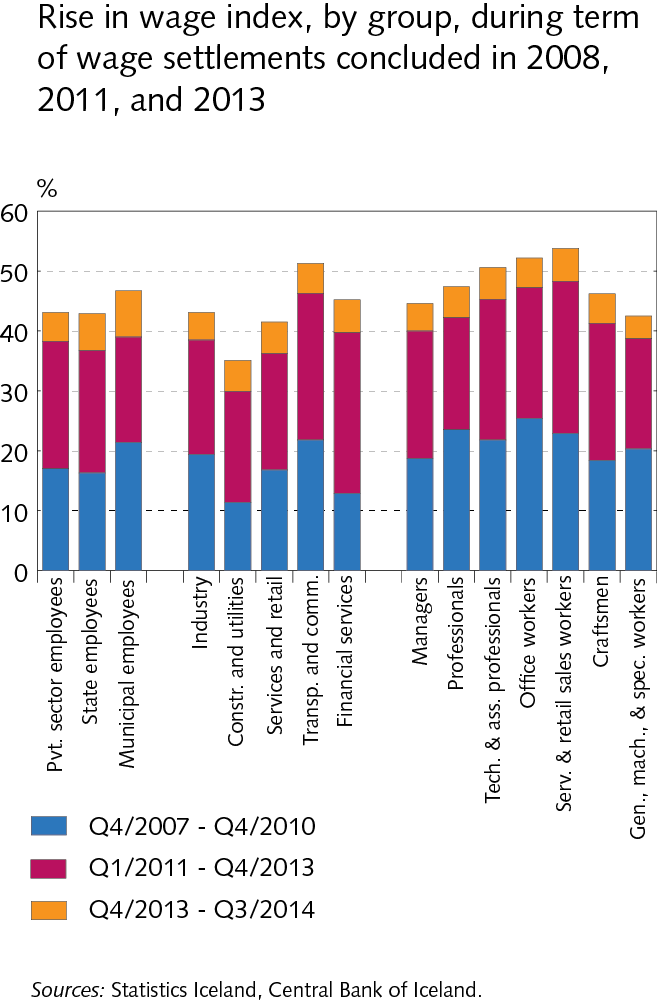 Rise in wage index, by group, during term
of wage settlements concluded in 2008,
2011, and 2013
%
60
50
40
30
20
10
0
Pvt. sector employees
State employees
Municipal employees
Industry
Constr. and utilities
Services and retail
Transp. and comm.
Financial services
Managers
Professionals
Tech. & ass. professionals
Office workers
Serv. & retail sales workers
Craftsmen
Gen., mach., & spec. workers
Q4/2007 - Q4/2010
Q1/2011 - Q4/2013
Q4/2013 - Q3/2014
Sources: Statistics Iceland, Central Bank of Iceland.